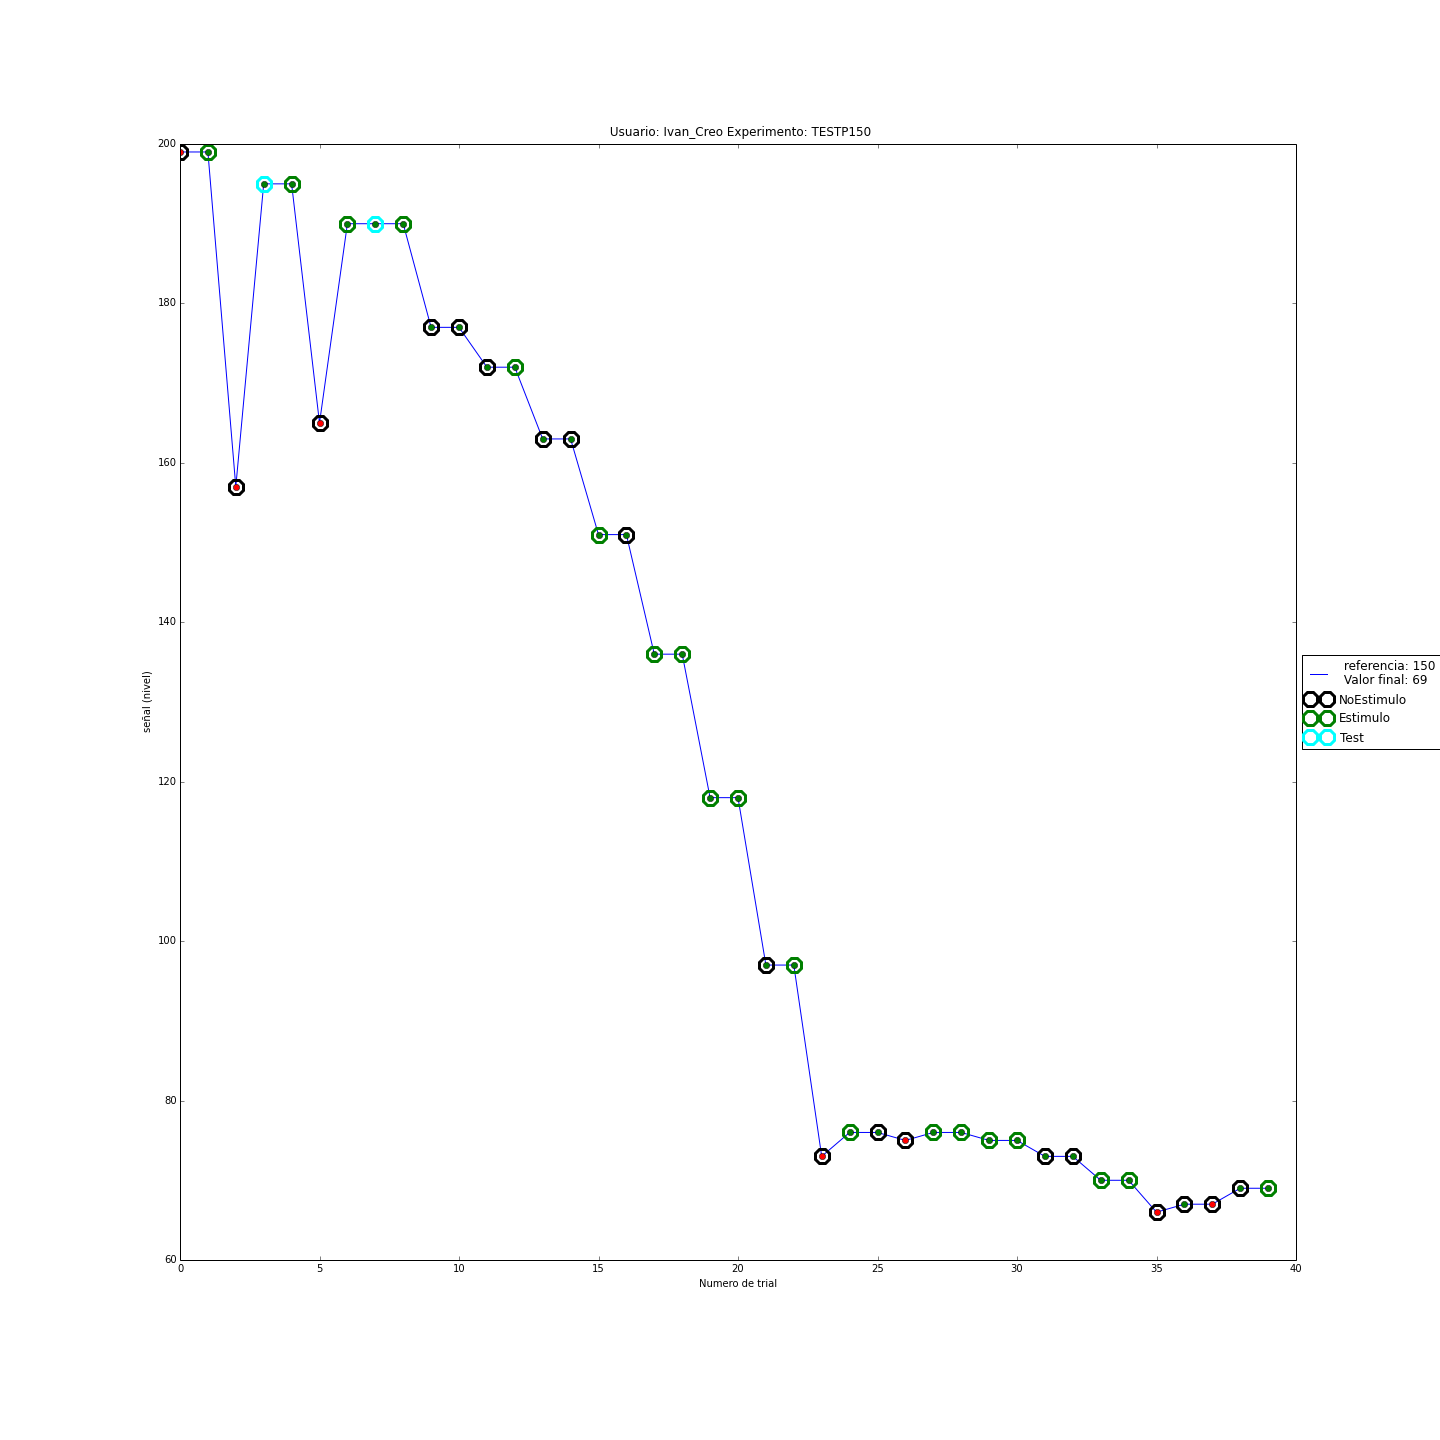 Usuario: Ivan_Creo Experimento: TESTP150
200
180
160
140
120
100
80
60
señal (nivel)
0 5 10 15 20 25 30 35 40
Numero de trial
referencia: 150
Valor final: 69
NoEstimulo
Estimulo
Test